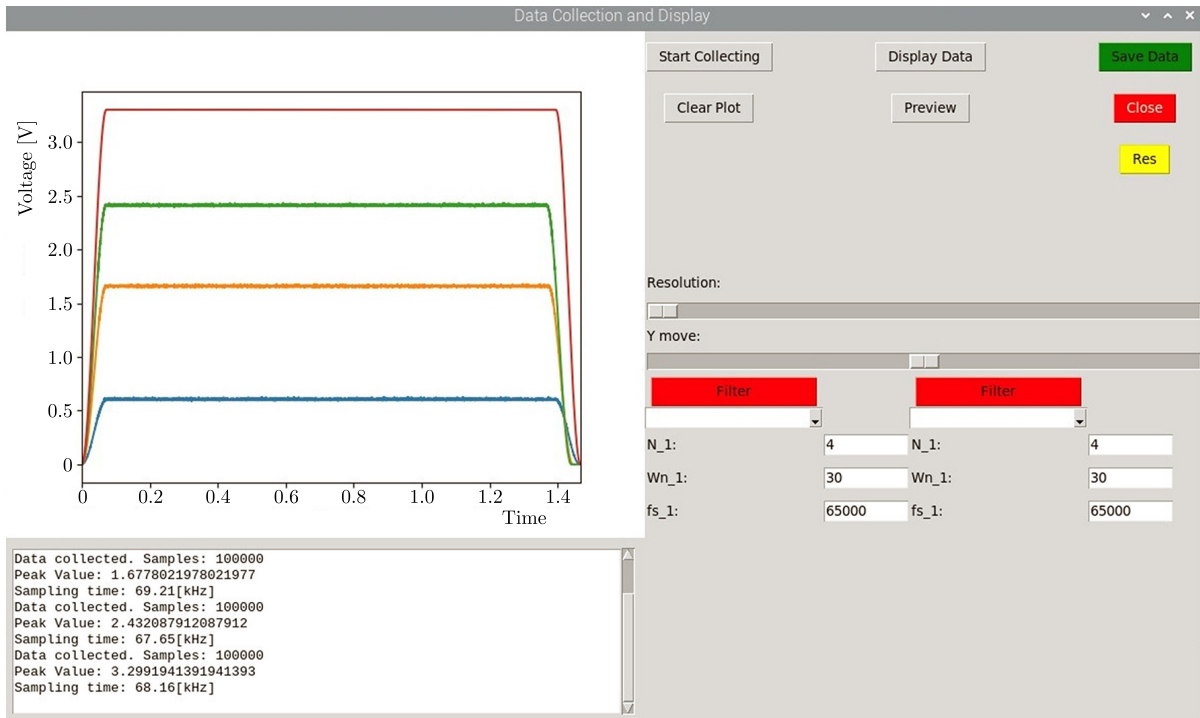 Data Collection and Display
Start Collecting
Display Data
Save Data
Clear Plot
Preview
Close
Res
Voltage [V]
3.0
2.5
2.0
1.5
1.0
0.5
0
0 0.2 0.4 0.6 0.8 1.0 1.2 1.4
Time
Resolution:
Y move:
Filter Filter
N_1: 4 N_1: 4
Wn_1: 30 Wn_1: 30
fs_1: 65000 fs_1: 65000
Data collected. Samples: 100000
Peak Value: 1.6778021978021977
Sampling time: 69.21[kHz]
Data collected. Samples: 100000
Peak Value: 2.432087912087912
Sampling time: 67.65[kHz]
Data collected. Samples: 100000
Peak Value: 3.2991941391941393
Sampling time: 68.16[kHz]